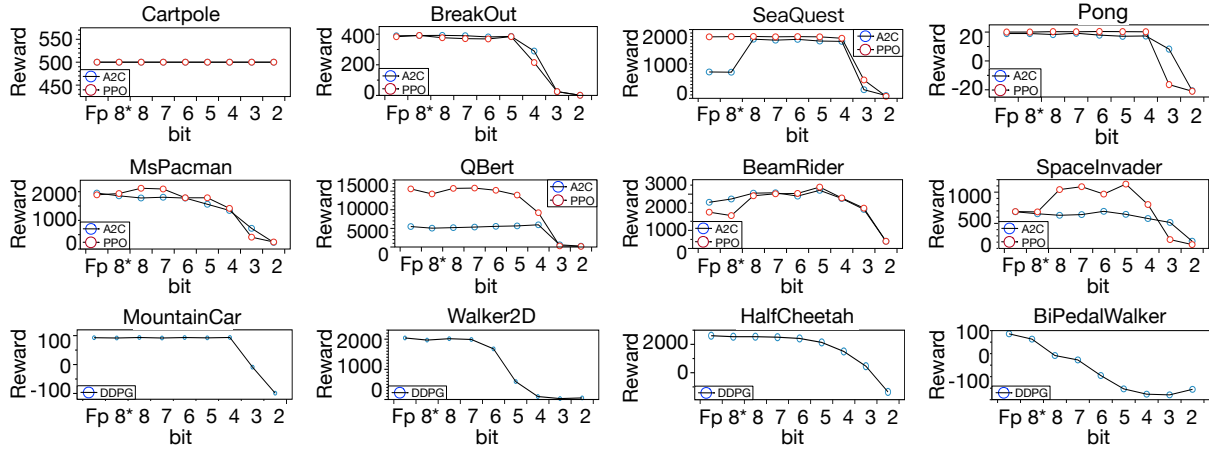 Cartpole
Reward
550
500
450
A2C
PPO
Fp 8* 8 7 6 5 4 3 2
bit
BreakOut
Reward
400
200
0
A2C
PPO
Fp 8* 8 7 6 5 4 3 2
bit
SeaQuest
Reward
2000
1000
0
A2C
PPO
Fp 8* 8 7 6 5 4 3 2
bit
Pong
Reward
20
0
-20
A2C
PPO
Fp 8* 8 7 6 5 4 3 2
bit
MsPacman
Reward
2000
1000
0
A2C
PPO
Fp 8* 8 7 6 5 4 3 2
bit
QBert
Reward
15000
10000
5000
0
A2C
PPO
Fp 8* 8 7 6 5 4 3 2
bit
BeamRider
Reward
3000
2000
1000
0
A2C
PPO
Fp 8* 8 7 6 5 4 3 2
bit
SpaceInvader
Reward
1000
500
0
A2C
PPO
Fp 8* 8 7 6 5 4 3 2
bit
MountainCar
Reward
100
0
-100
DDPG
Fp 8* 8 7 6 5 4 3 2
bit
Walker2D
Reward
2000
1000
0
DDPG
Fp 8* 8 7 6 5 4 3 2
bit
HalfCheetah
Reward
2000
0
DDPG
Fp 8* 8 7 6 5 4 3 2
bit
BiPedalWalker
Reward
100
0
-100
DDPG
Fp 8* 8 7 6 5 4 3 2
bit